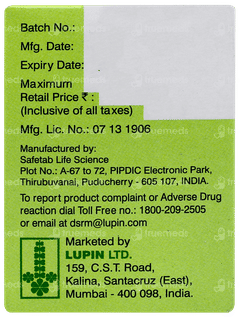 Batch No.:
Mfg. Date:
Expiry Date:
Maximum
Retail Price ₹ :
(Inclusive of all taxes)
Mfg. Lic. No.: 07 13 1906
Manufactured by:
Safetab Life Science
Plot No.: A-67 to 72, PIPDIC Electronic Park,
Thirubuvanai, Puducherry - 605 107, INDIA.
To report product complaint or Adverse Drug
reaction dial Toll Free no.: 1800-209-2505
or email at dsrm@lupin.com
Marketed by
LUPIN LTD.
159, C.S.T. Road,
Kalina, Santacruz (East),
Mumbai - 400 098, India.